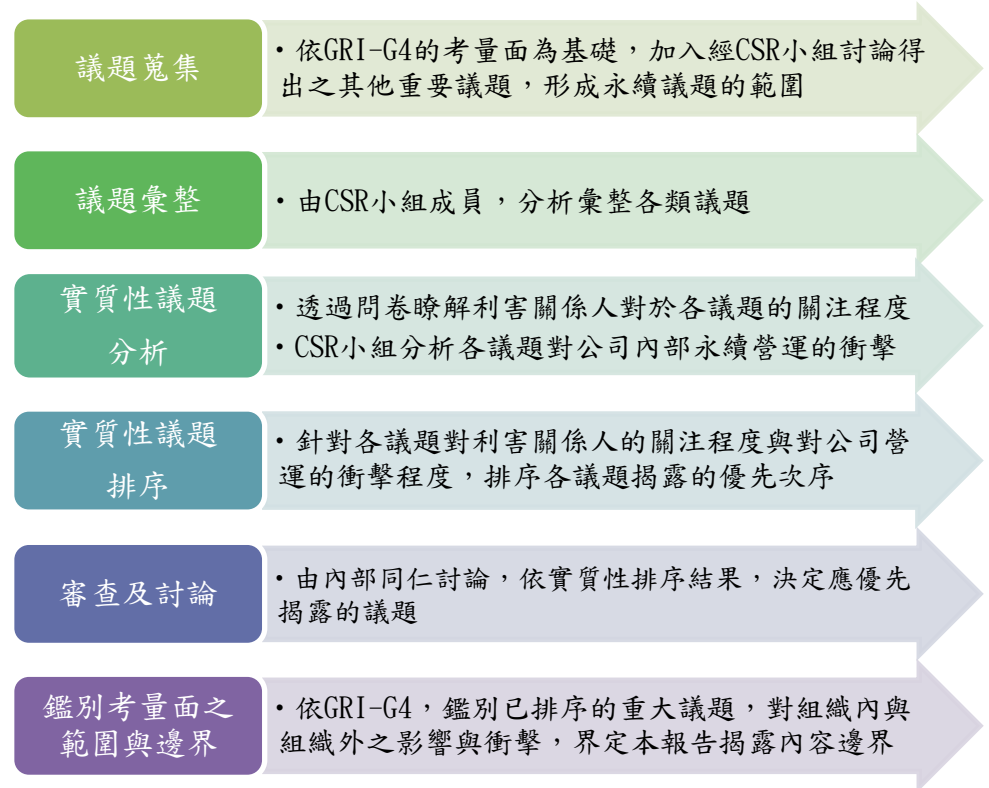 議題蒐集
・依GRI-G4的考量面為基礎，加入經CSR小組討論得
出之其他重要議題，形成永續議題的範圍
議題彙整
・由CSR小組成員，分析彙整各類議題
實質性議題
分析
・透過問卷瞭解利害關係人對於各議題的關注程度
・CSR小組分析各議題對公司內部永續營運的衝擊
實質性議題
排序
・針對各議題對利害關係人的關注程度與對公司營
運的衝擊程度，排序各議題揭露的優先次序
審查及討論
・由內部同仁討論，依實質性排序結果，決定應優先
揭露的議題
鑑別考量面之
範圍與邊界
・依GRI-G4，鑑別已排序的重大議題，對組織內與
組織外之影響與衝擊，界定本報告揭露內容邊界